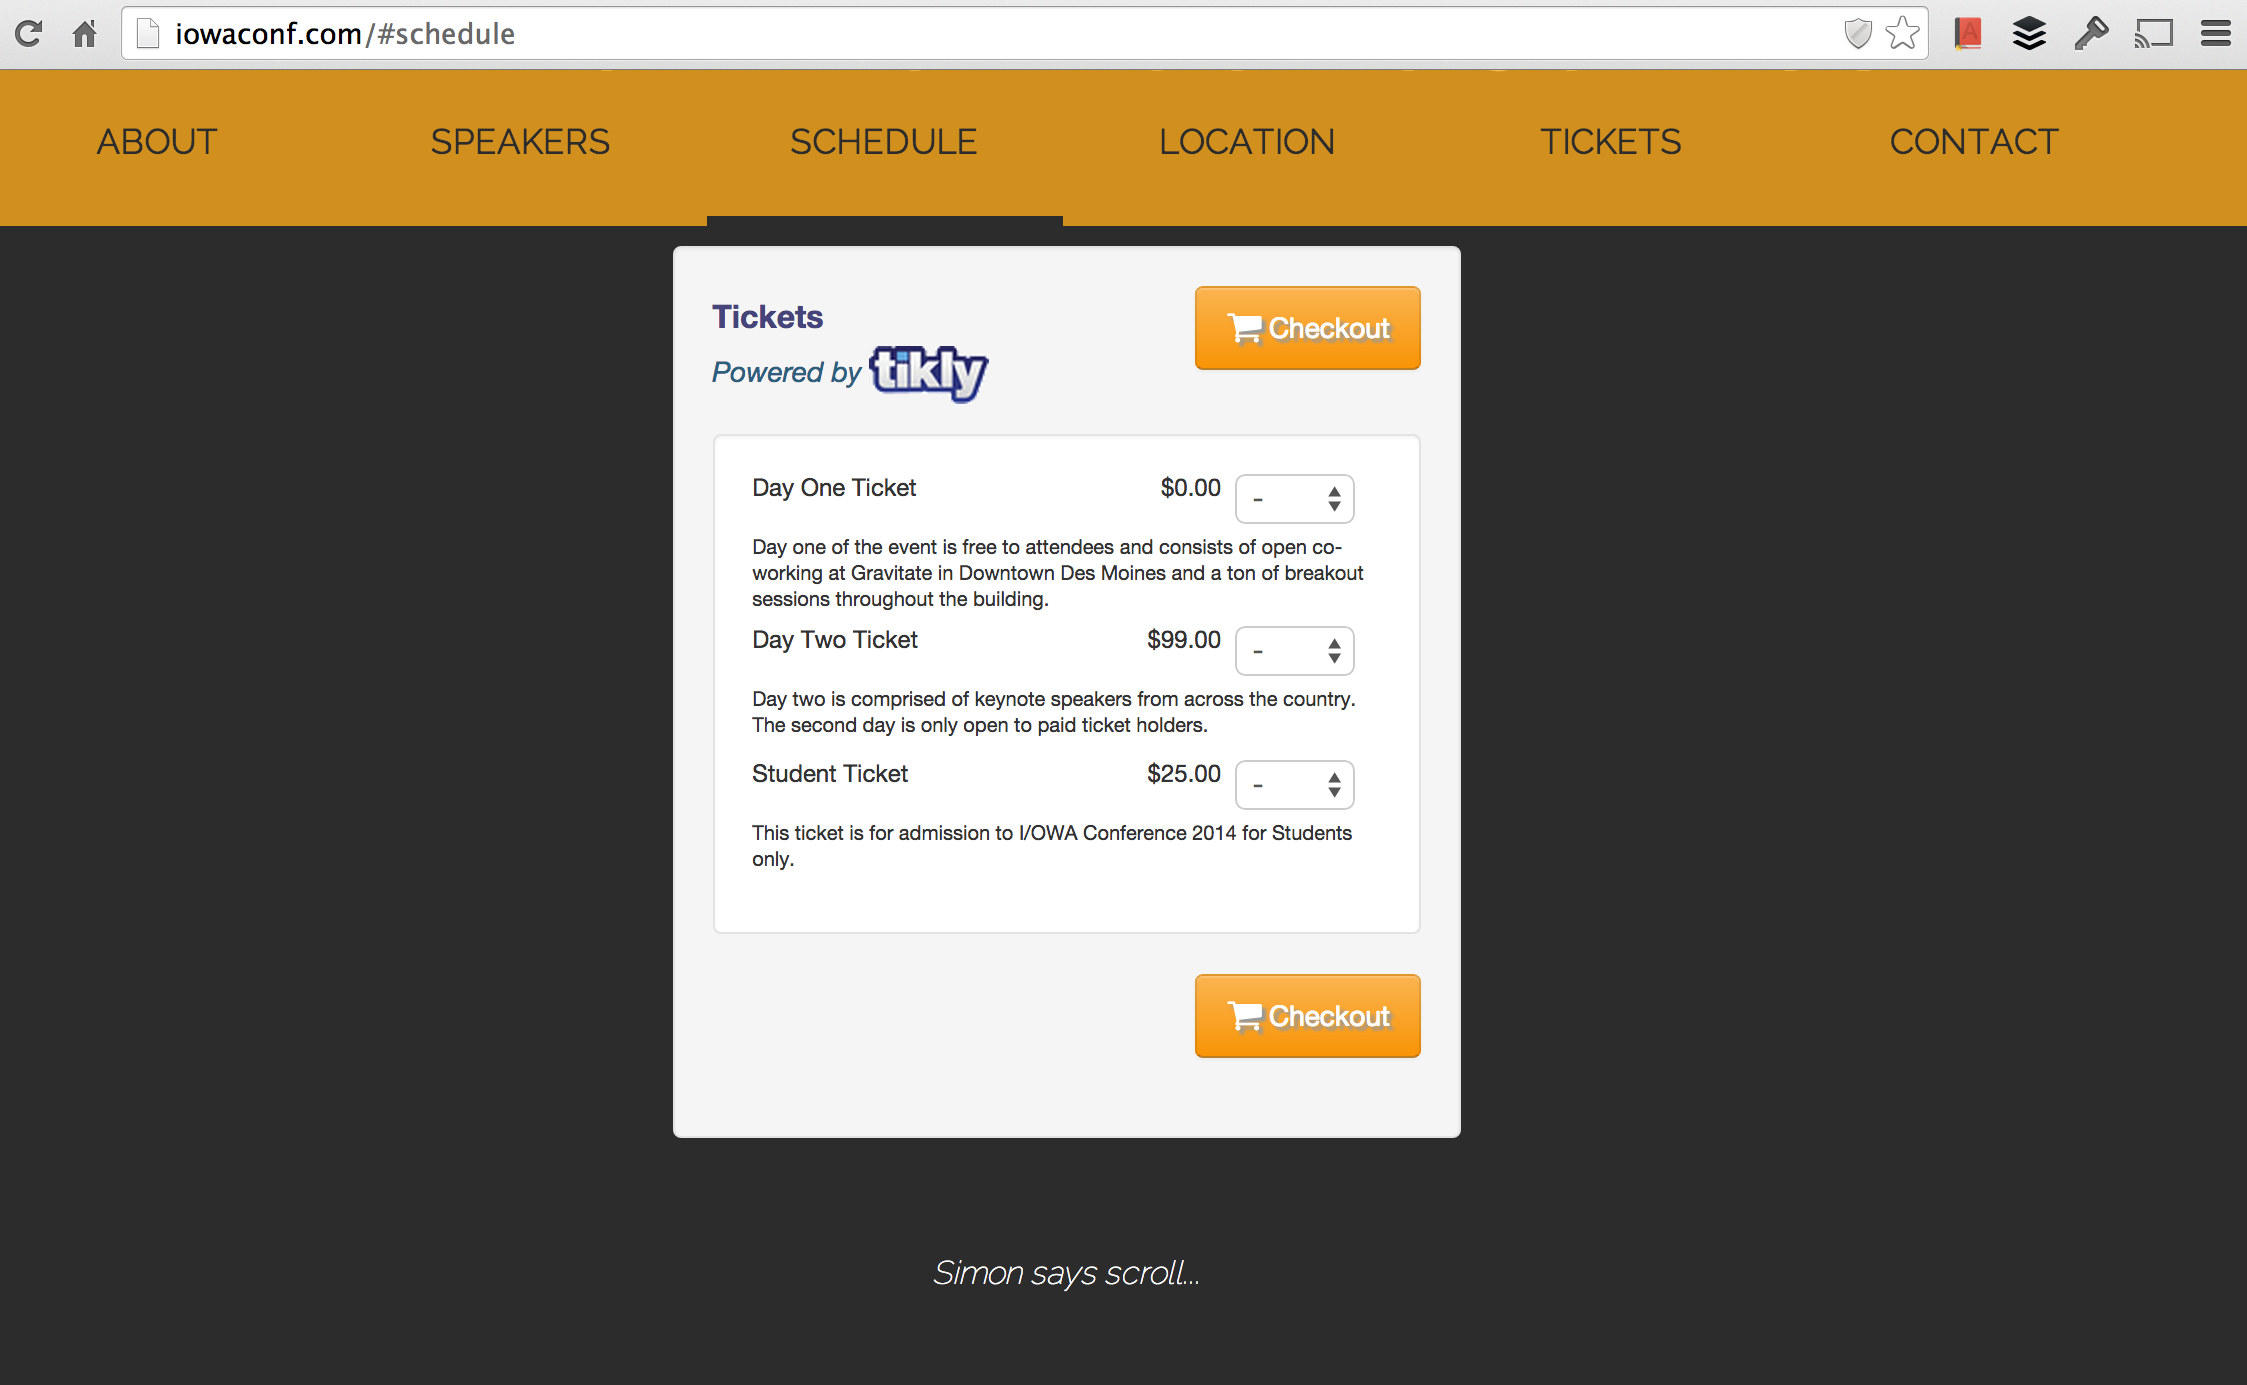 iowaconf.com/#schedule
ABOUT SPEAKERS SCHEDULE LOCATION TICKETS CONTACT
Tickets
Checkout
Powered by tikly
Day One Ticket $0.00 -
Day one of the event is free to attendees and consists of open co-
working at Gravitate in Downtown Des Moines and a ton of breakout
sessions throughout the building.
Day Two Ticket $99.00 -
Day two is comprised of keynote speakers from across the country.
The second day is only open to paid ticket holders.
Student Ticket $25.00 -
This ticket is for admission to I/OWA Conference 2014 for Students
only.
Checkout
Simon says scroll...